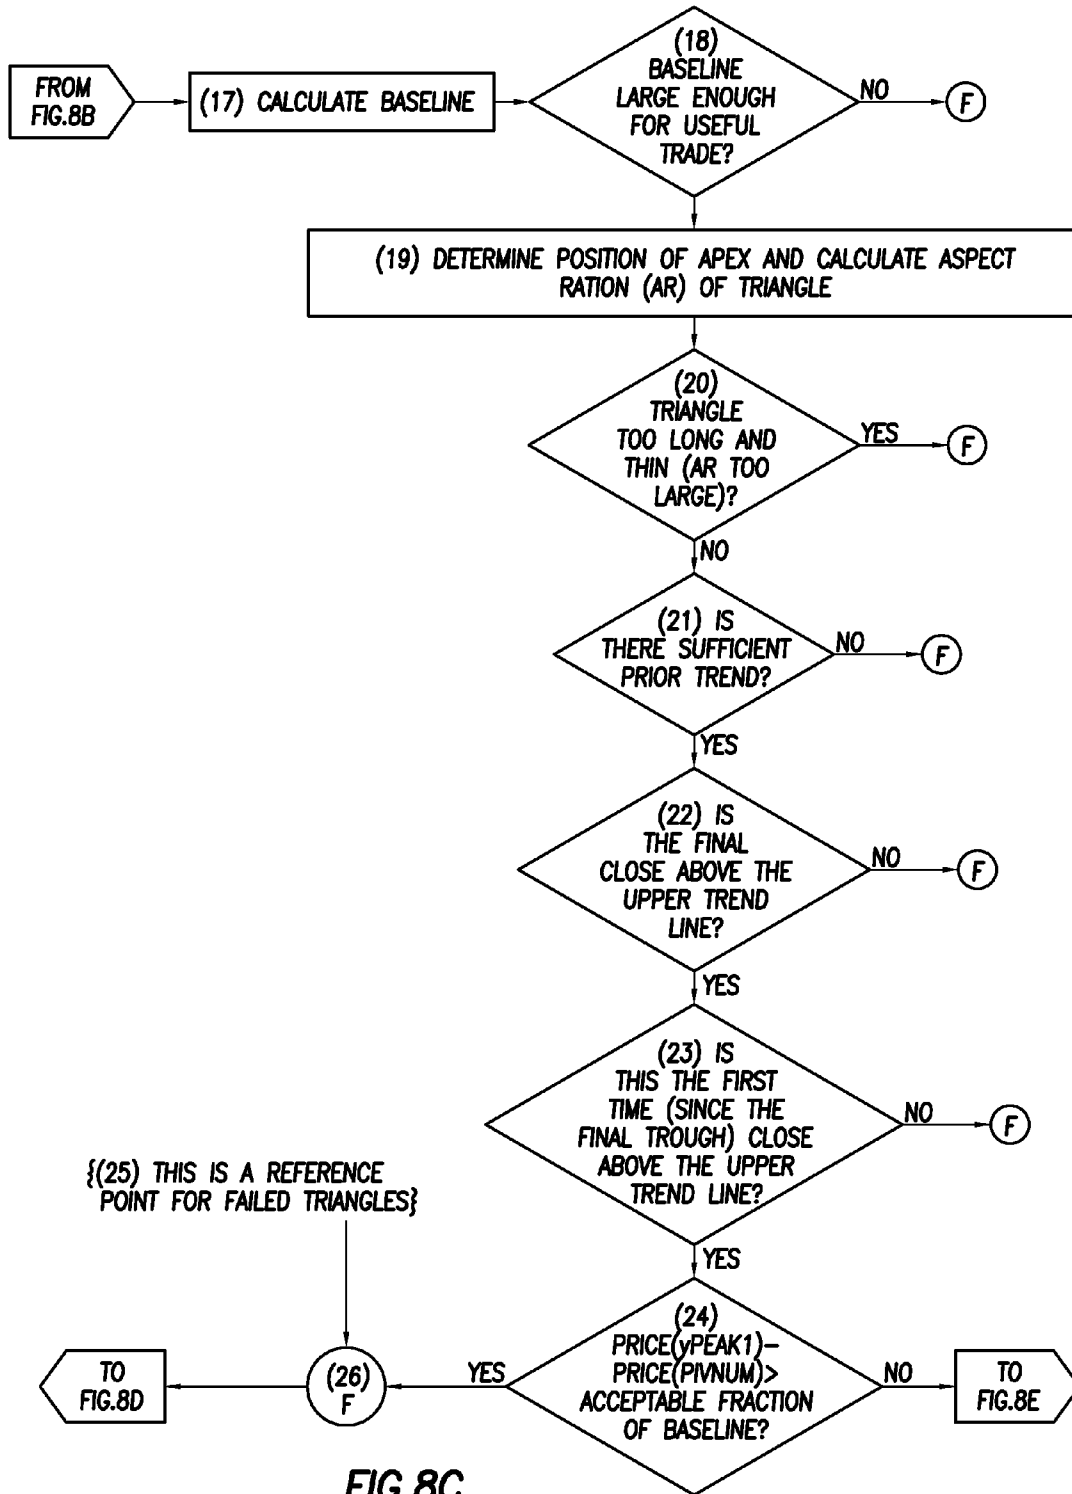 FROM
FIG.8B
(17) CALCULATE BASELINE
(18)
BASELINE
LARGE ENOUGH
FOR USEFUL
TRADE?
NO
F
(19) DETERMINE POSITION OF APEX AND CALCULATE ASPECT
RATION (AR) OF TRIANGLE
(20)
TRIANGLE
TOO LONG AND
THIN (AR TOO
LARGE)?
YES
F
NO
(21) IS
THERE SUFFICIENT
PRIOR TREND?
NO
F
YES
(22) IS
THE FINAL
CLOSE ABOVE THE
UPPER TREND
LINE?
NO
F
YES
(23) IS
THIS THE FIRST
TIME (SINCE THE
FINAL TROUGH) CLOSE
ABOVE THE UPPER
TREND LINE?
NO
F
{(25) THIS IS A REFERENCE
POINT FOR FAILED TRIANGLES}
YES
(24)
PRICE(yPEAK1)–
PRICE(PIVNUM)>
ACCEPTABLE FRACTION
OF BASELINE?
YES
NO
(26)
F
TO
FIG.8D
TO
FIG.8E
FIG.8C